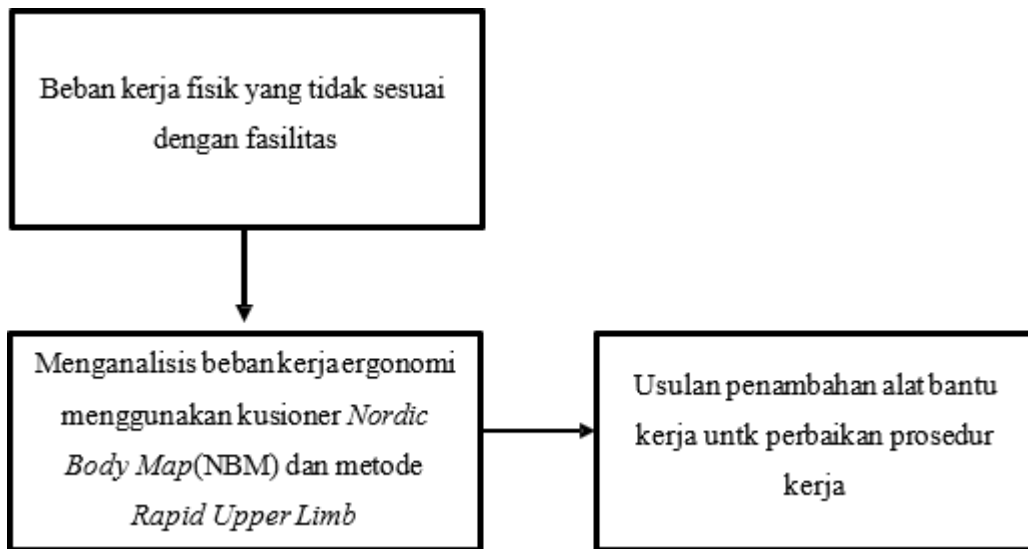 Beban kerja fisik yang tidak sesuai
dengan fasilitas
Menganalisis beban kerja ergonomi
menggunakan kusioner Nordic
Body Map(NBM) dan metode
Rapid Upper Limb
Usulan penambahan alat bantu
kerja untk perbaikan prosedur
kerja